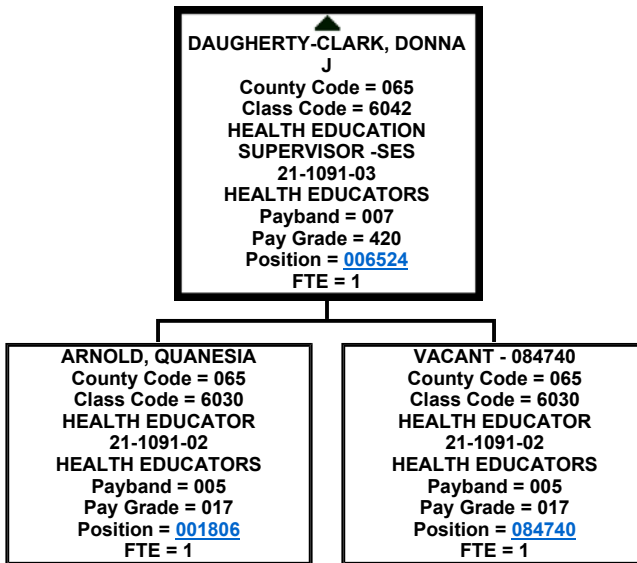 DAUGHERTY-CLARK, DONNA
J
County Code = 065
Class Code = 6042
HEALTH EDUCATION
SUPERVISOR -SES
21-1091-03
HEALTH EDUCATORS
Payband = 007
Pay Grade = 420
Position = 006524
FTE = 1
ARNOLD, QUANESIA
County Code = 065
Class Code = 6030
HEALTH EDUCATOR
21-1091-02
HEALTH EDUCATORS
Payband = 005
Pay Grade = 017
Position = 001806
FTE = 1
VACANT - 084740
County Code = 065
Class Code = 6030
HEALTH EDUCATOR
21-1091-02
HEALTH EDUCATORS
Payband = 005
Pay Grade = 017
Position = 084740
FTE = 1